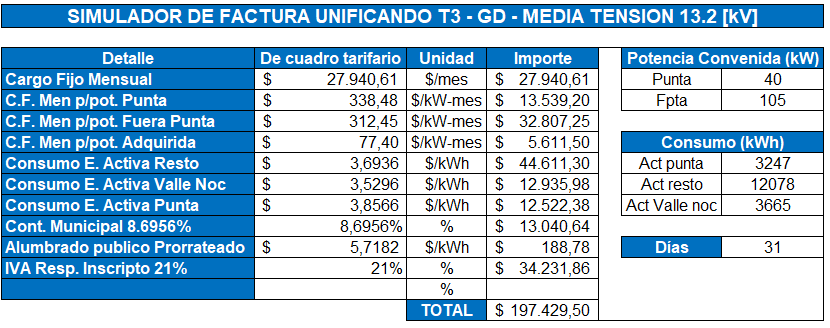 SIMULADOR DE FACTURA UNIFICANDO T3 - GD - MEDIA TENSION 13.2 [kV]
Detalle De cuadro tarifario Unidad Importe Potencia Convenida (kW)
Cargo Fijo Mensual $ 27.940,61 $/mes $ 27.940,61 Punta 40
C.F. Men p/pot. Punta $ 338,48 $/kW-mes $ 13.539,20 Fpta 105
C.F. Men p/pot. Fuera Punta $ 312,45 $/kW-mes $ 32.807,25
C.F. Men p/pot. Adquirida $ 77,40 $/kW-mes $ 5.611,50 Consumo (kWh)
Consumo E. Activa Resto $ 3,6936 $/kWh $ 44.611,30 Act punta 3247
Consumo E. Activa Valle Noc $ 3,5296 $/kWh $ 12.935,98 Act resto 12078
Consumo E. Activa Punta $ 3,8566 $/kWh $ 12.522,38 Act Valle noc 3665
Cont. Municipal 8.6956% 8,6956% % $ 13.040,64
Alumbrado publico Prorrateado $ 5,7182 $/kWh $ 188,78 Días 31
IVA Resp. Inscripto 21% 21% % $ 34.231,86
%
TOTAL $ 197.429,50